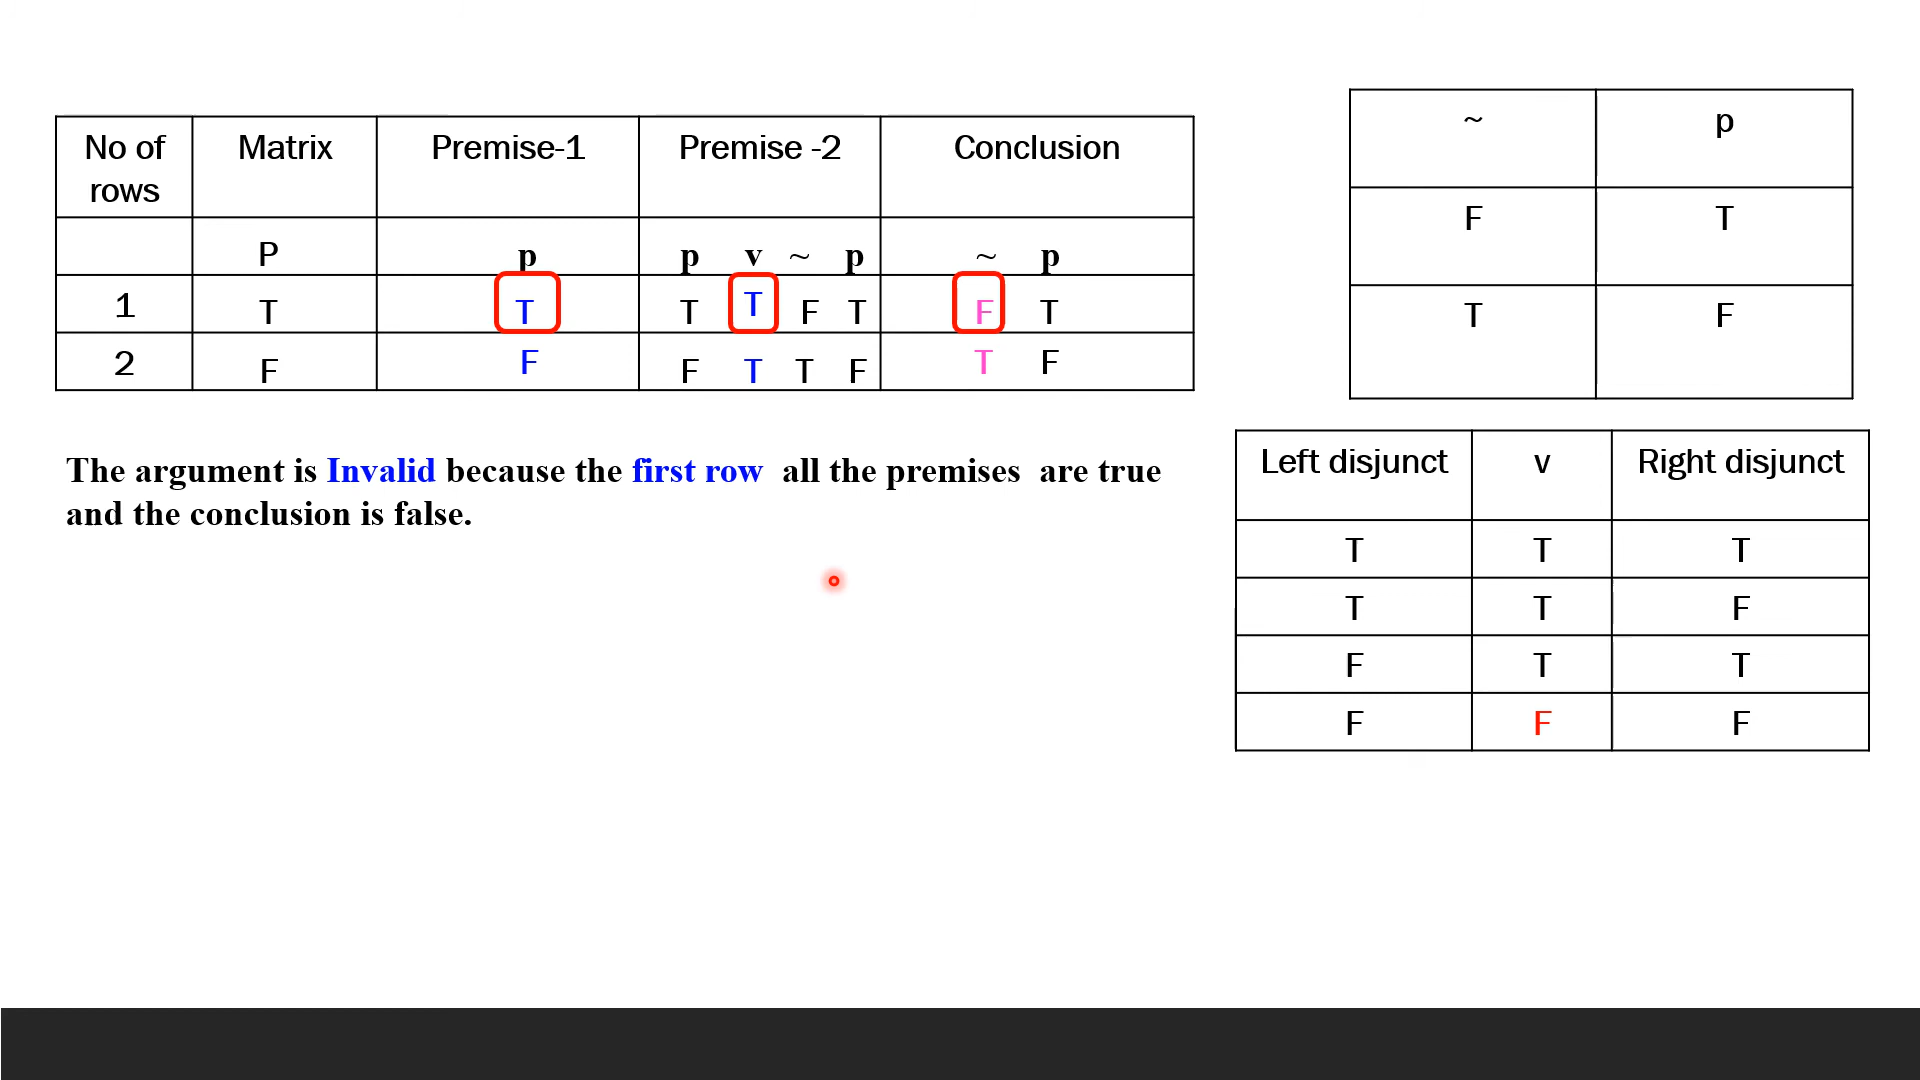 No of rows Matrix Premise-1 Premise -2 Conclusion
P p p v ~ p ~ p
1 T T T T F T F T
2 F F F T T F T F
The argument is Invalid because the first row all the premises are true
and the conclusion is false.
~ p
F T
T F
Left disjunct v Right disjunct
T T T
T T F
F T T
F F F